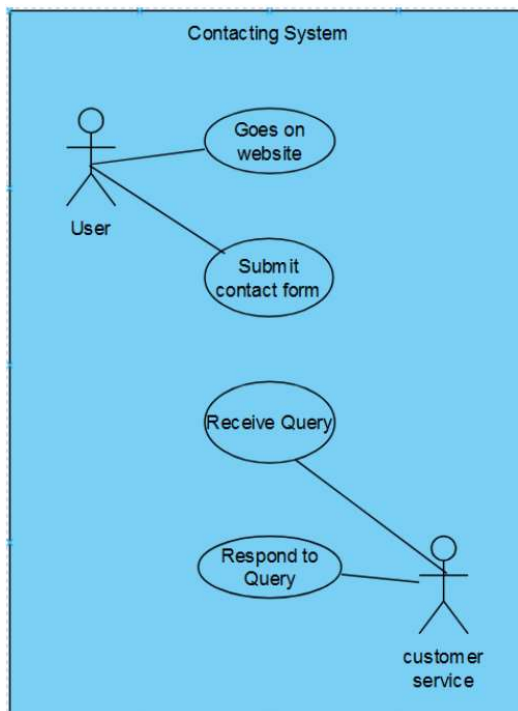 Contacting System
Goes on
website
User
Submit
contact form
Receive Query
Respond to
Query
customer
service